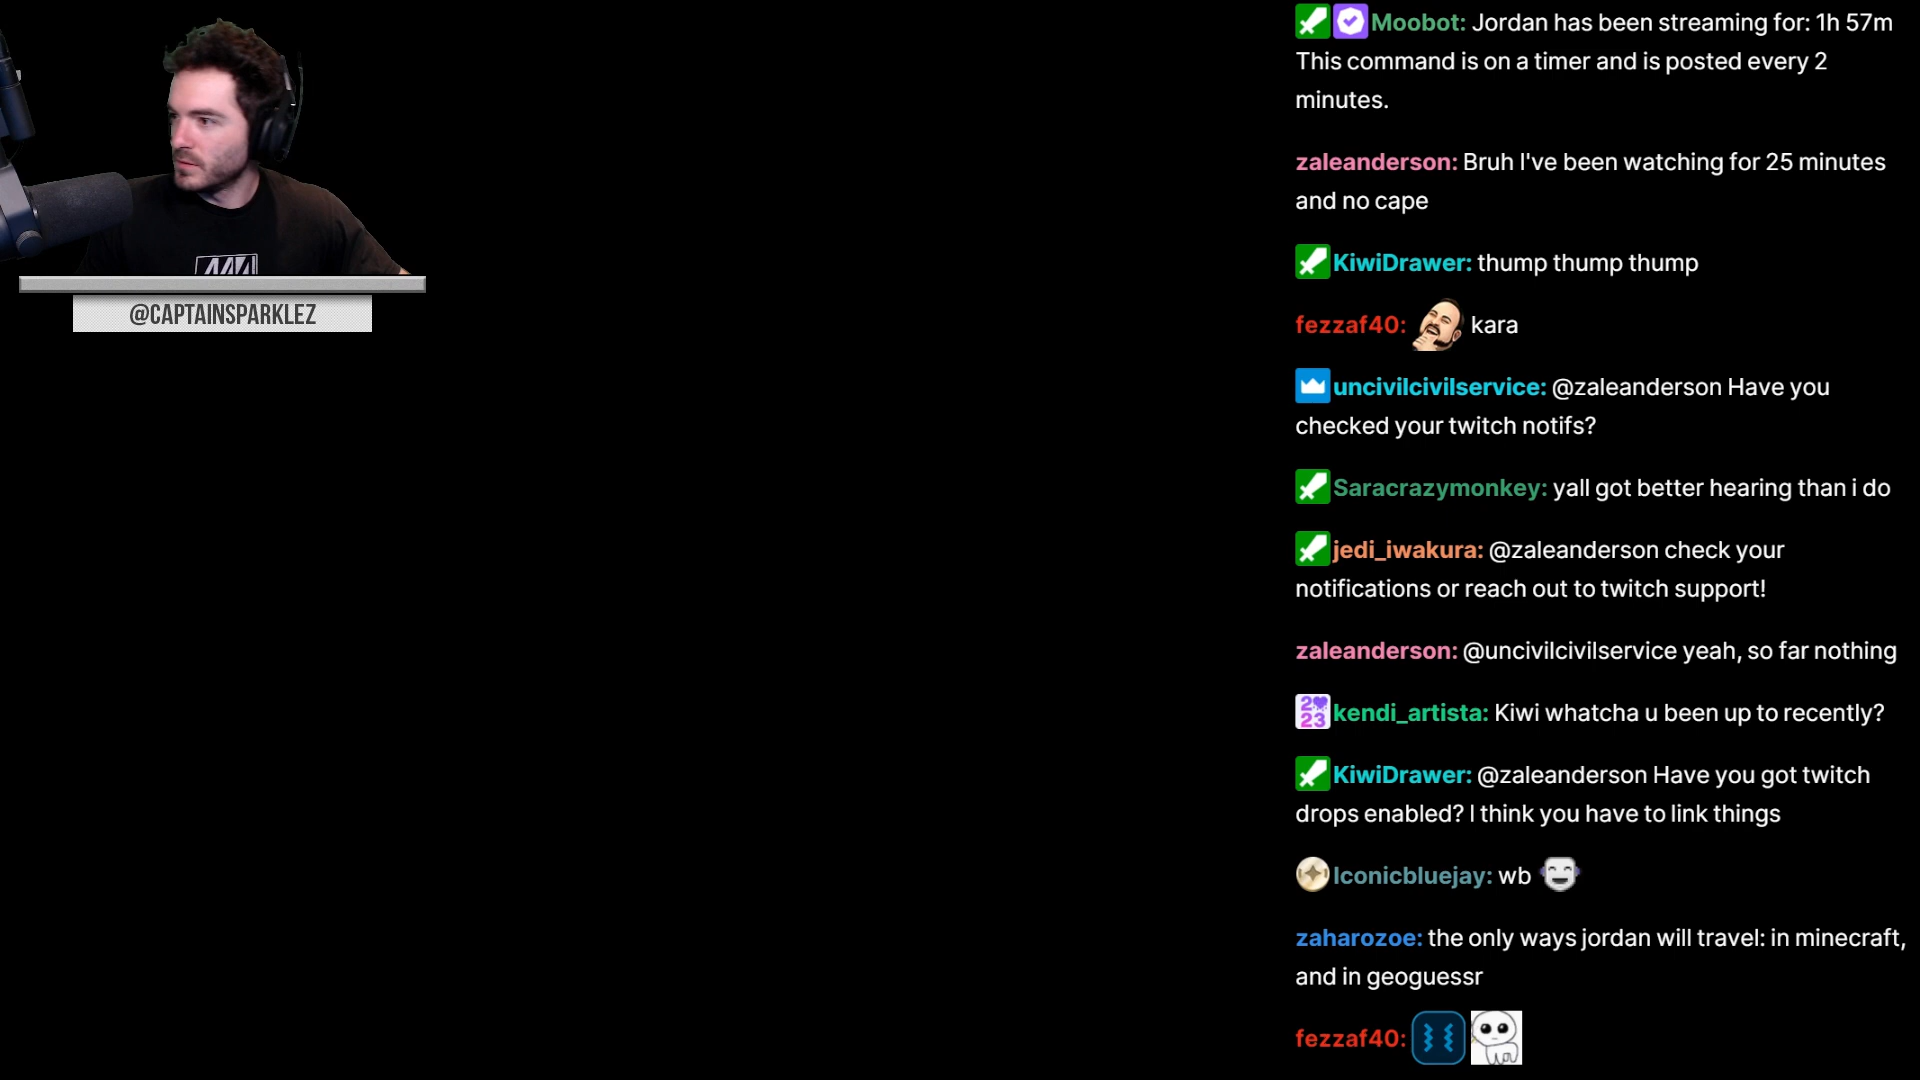 @CAPTAINSPARKLEZ
Moobot: Jordan has been streaming for: 1h 57m
This command is on a timer and is posted every 2
minutes.
zaleanderson: Bruh I've been watching for 25 minutes
and no cape
KiwiDrawer: thump thump thump
fezzaf40: kara
uncivilcivilservice: @zaleanderson Have you
checked your twitch notifs?
Saracrazymonkey: yall got better hearing than i do
jedi_iwakura: @zaleanderson check your
notifications or reach out to twitch support!
zaleanderson: @uncivilcivilservice yeah, so far nothing
2023 kendi_artista: Kiwi whatcha u been up to recently?
KiwiDrawer: @zaleanderson Have you got twitch
drops enabled? I think you have to link things
Iconicbluejay: wb
zaharozoe: the only ways jordan will travel: in minecraft,
and in geoguessr
fezzaf40: